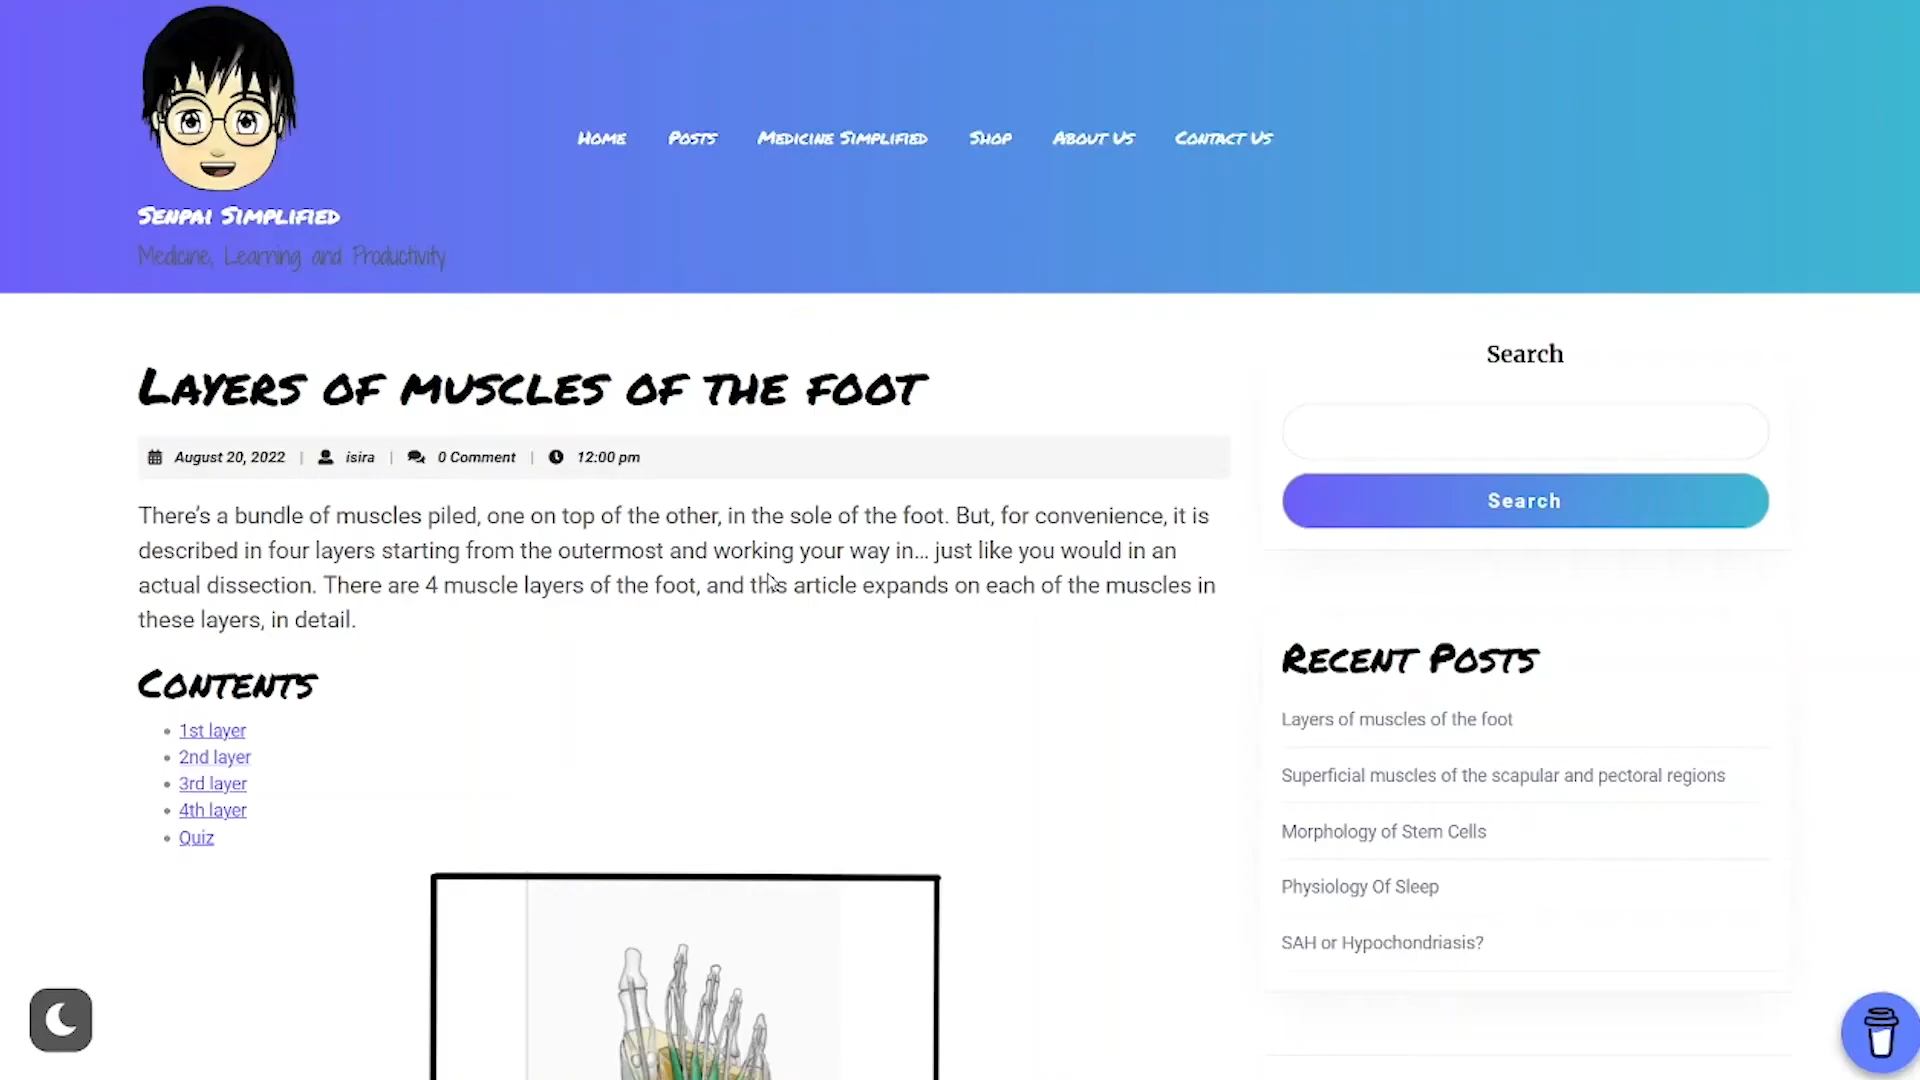 Home Posts Medicine Simplified Shop About Us Contact Us
Senpai Simplified
Medicine, Learning and Productivity
Layers of muscles of the foot
August 20, 2022 | isira | 0 Comment | 12:00 pm
There's a bundle of muscles piled, one on top of the other, in the sole of the foot. But, for convenience, it is
described in four layers starting from the outermost and working your way in... just like you would in an
actual dissection. There are 4 muscle layers of the foot, and this article expands on each of the muscles in
these layers, in detail.
Contents
1st layer
2nd layer
3rd layer
4th layer
Quiz
Search
Search
Recent Posts
Layers of muscles of the foot
Superficial muscles of the scapular and pectoral regions
Morphology of Stem Cells
Physiology Of Sleep
SAH or Hypochondriasis?